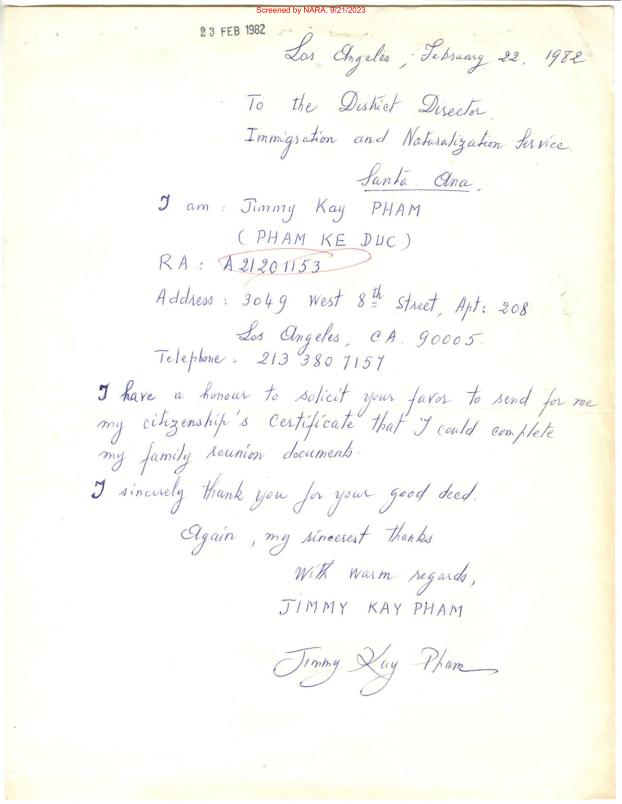 Screened by NARA, 9/21/2023
23 FEB 1982
Los Angeles, February 22, 1982
To the District Director.
Immigration and Naturalization Service.
Santa Ana.
I am: Jimmy Kay PHAM
(PHAM KE DUC)
RA: A21201153
Address: 3049 West 8th Street, Apt: 208
Los Angeles, CA. 90005.
Telephone. 213 380 7157
I have a honour to solicit your favor to send for me
my citizenship's Certificate that I could complete
my family reunion documents.
I sincerely thank you for your good deed.
Again, my sincerest thanks
With warm regards,
JIMMY KAY PHAM
Jimmy Kay Pham